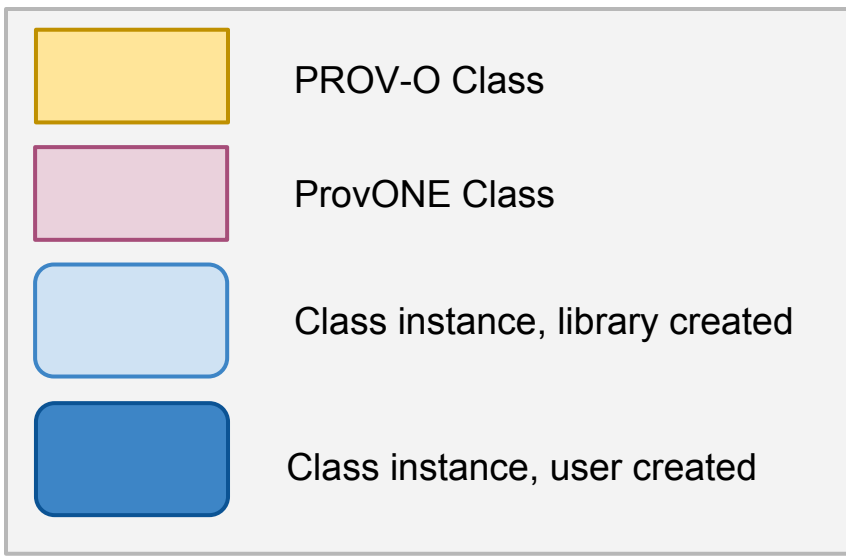 PROV-O Class
ProvONE Class
Class instance, library created
Class instance, user created